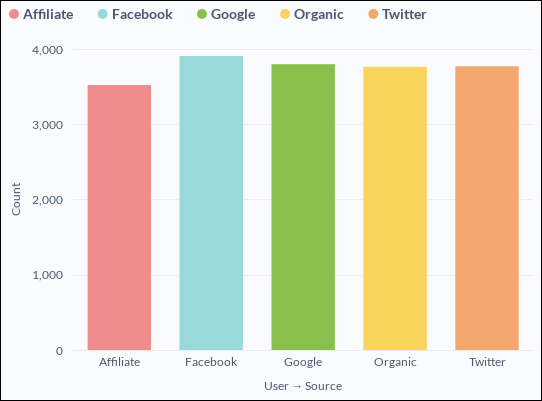 Affiliate Facebook Google Organic Twitter
4,000
3,000
2,000
1,000
0
Count
Affiliate Facebook Google Organic Twitter
User → Source